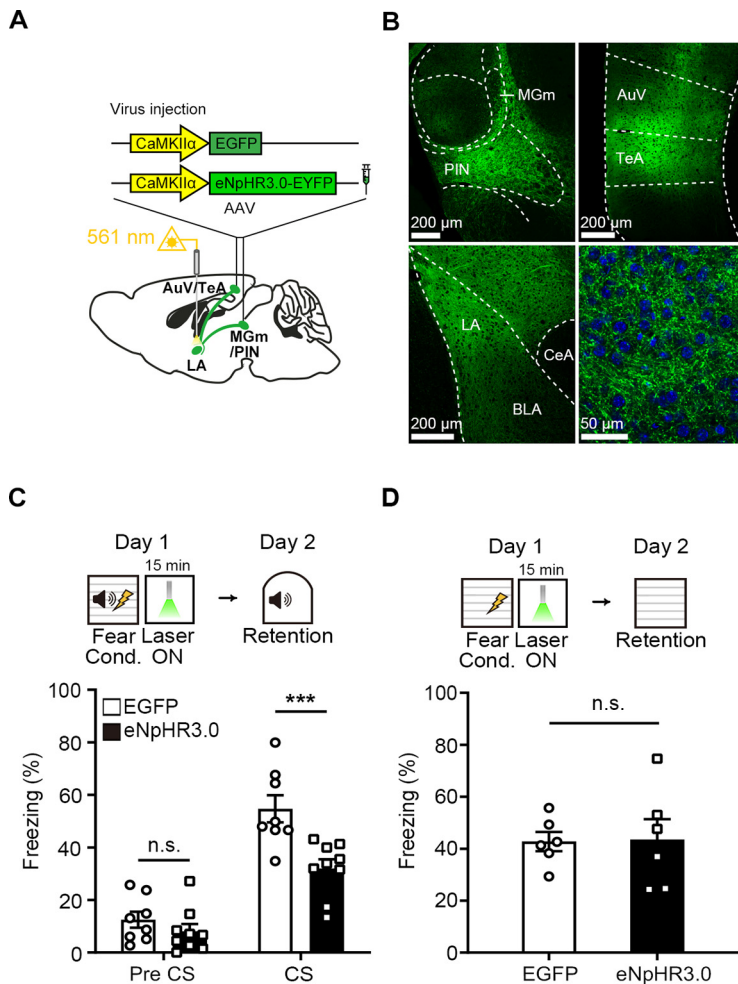 A
Virus injection
CaMKIIα EGFP
CaMKIIα eNpHR3.0-EYFP
AAV
561 nm
AuV/TeA
MGm
/PIN
LA
B
MGm
PIN
200 µm
AuV
TeA
200 µm
LA
CeA
BLA
200 µm
50 µm
C
Day 1 Day 2
15 min
Fear Laser Retention
Cond. ON
EGFP
eNpHR3.0
***
n.s.
Freezing (%)
100
80
60
40
20
0
Pre CS CS
D
Day 1 Day 2
15 min
Fear Laser Retention
Cond. ON
n.s.
Freezing (%)
100
80
60
40
20
0
EGFP eNpHR3.0